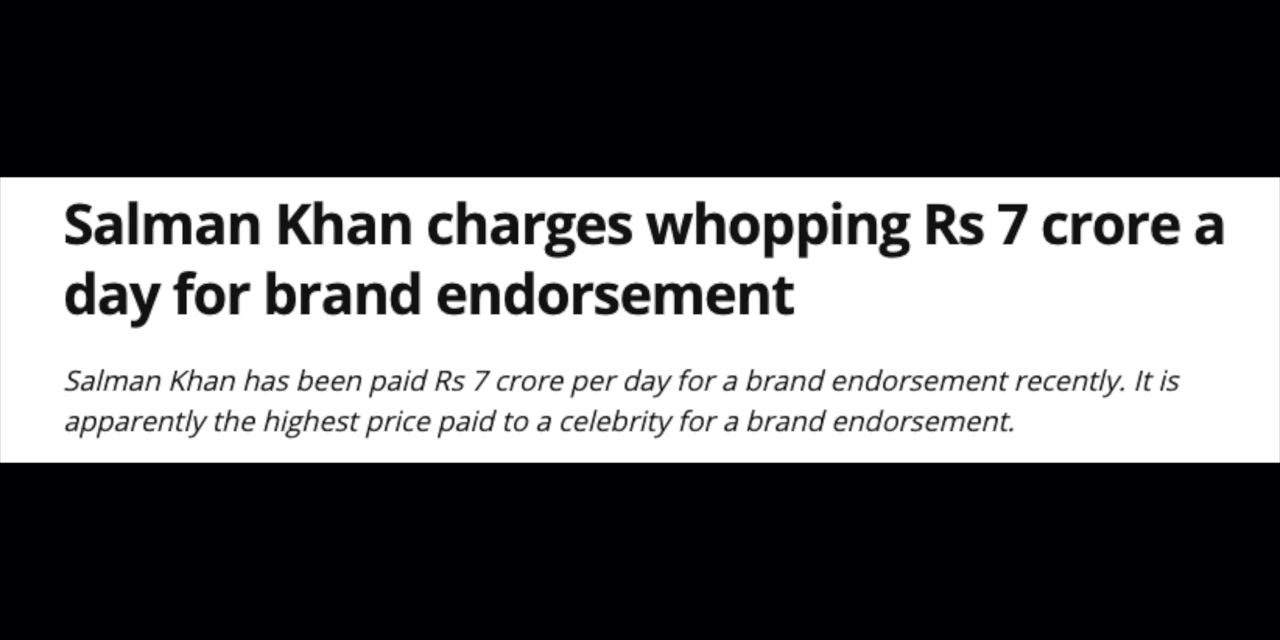 Salman Khan charges whopping Rs 7 crore a
day for brand endorsement
Salman Khan has been paid Rs 7 crore per day for a brand endorsement recently. It is
apparently the highest price paid to a celebrity for a brand endorsement.